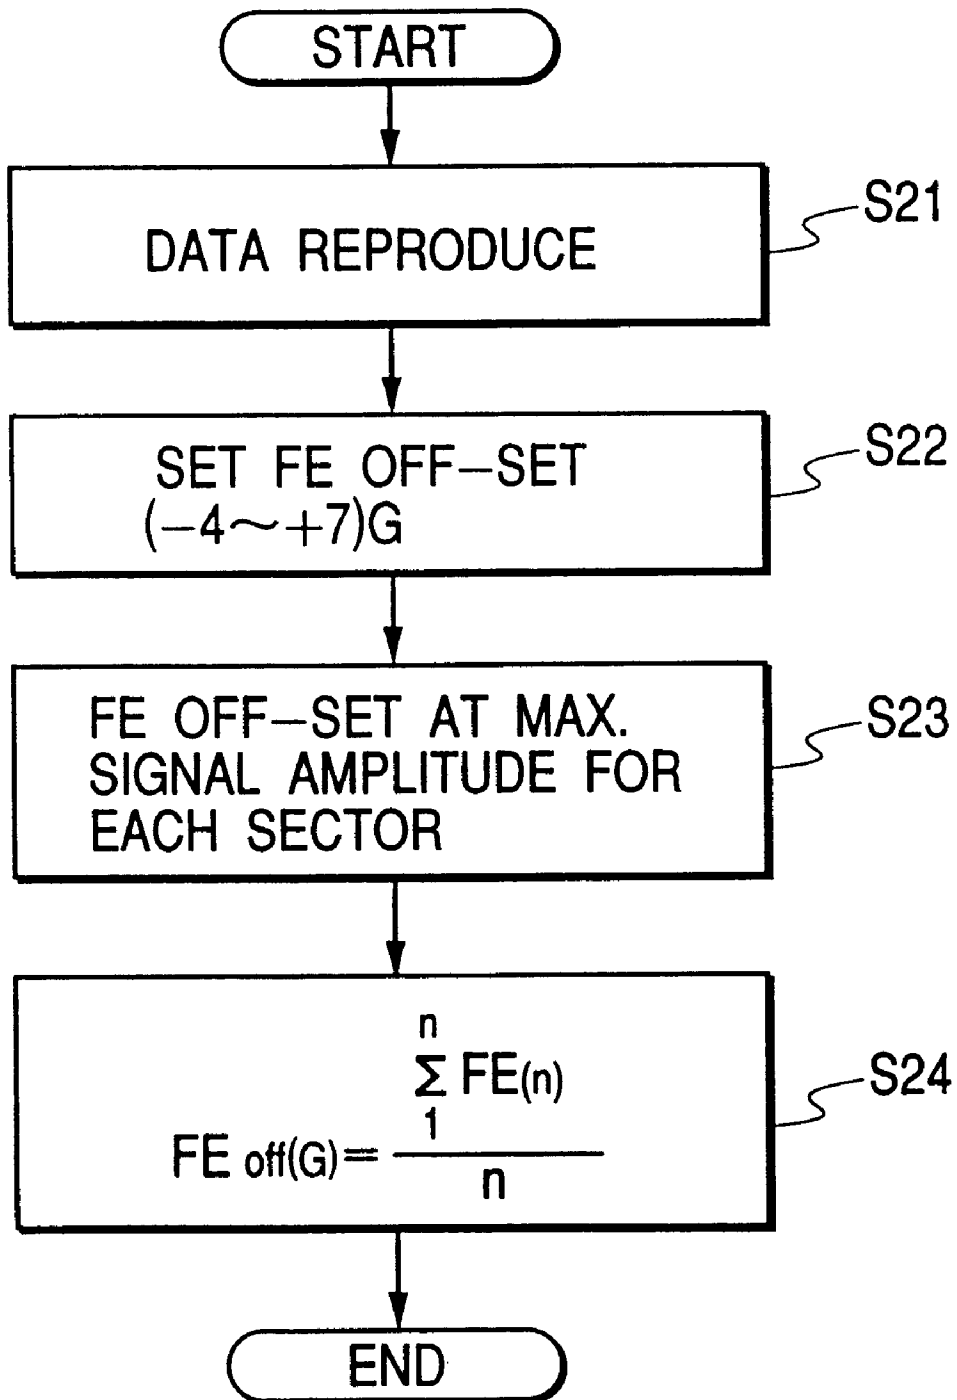 START
DATA REPRODUCE
S21
SET FE OFF–SET
(−4～+7)G
S22
FE OFF–SET AT MAX.
SIGNAL AMPLITUDE FOR
EACH SECTOR
S23
n
Σ FE(n)
1
FE off(G)=
n
S24
END